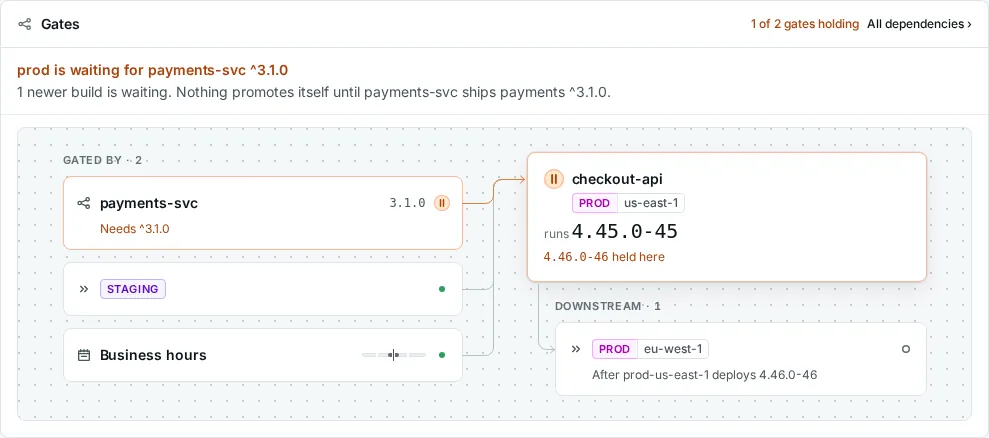 Gates
1 of 2 gates holding All dependencies ›
prod is waiting for payments-svc ^3.1.0
1 newer build is waiting. Nothing promotes itself until payments-svc ships payments ^3.1.0.
GATED BY · 2
payments-svc 3.1.0
Needs ^3.1.0
STAGING
Business hours
checkout-api
PROD us-east-1
runs 4.45.0-45
4.46.0-46 held here
DOWNSTREAM · 1
PROD eu-west-1
After prod-us-east-1 deploys 4.46.0-46